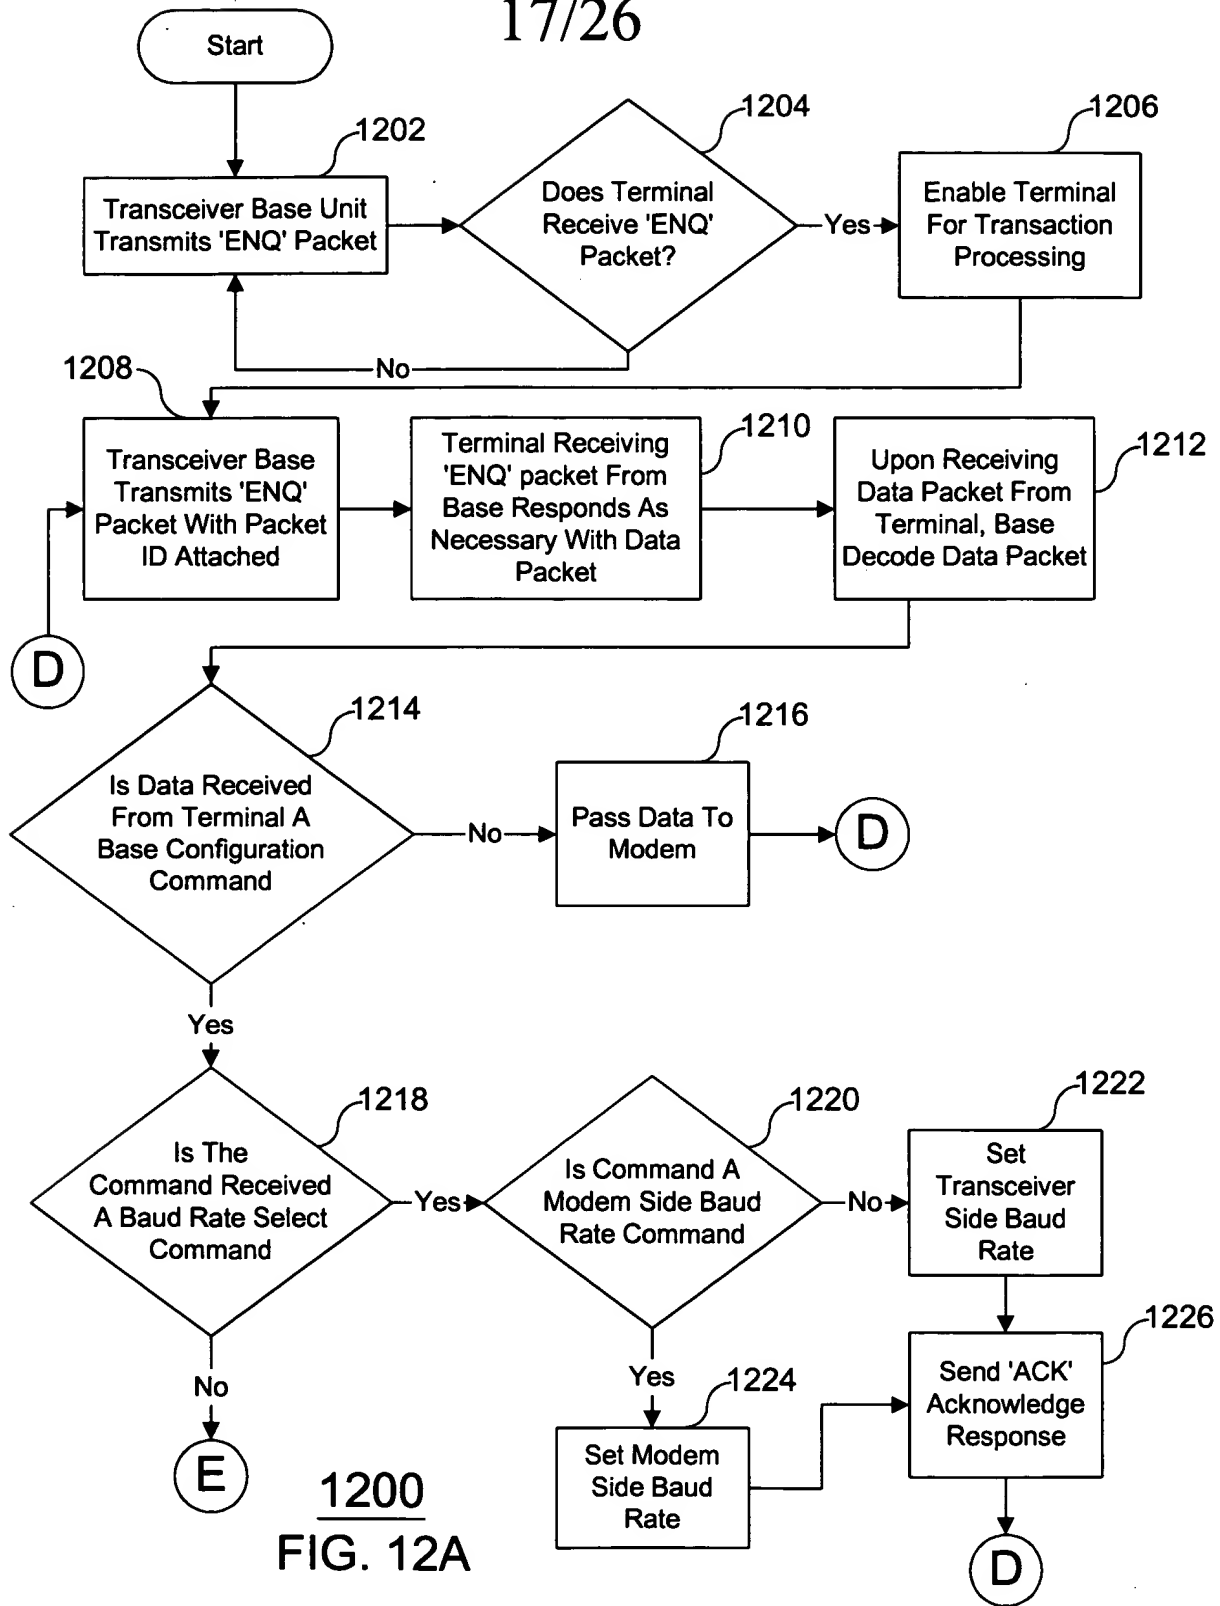 17/26
Start
1202
Transceiver Base Unit
Transmits 'ENQ' Packet
1204
Does Terminal
Receive 'ENQ'
Packet?
Yes
1206
Enable Terminal
For Transaction
Processing
No
1208
Transceiver Base
Transmits 'ENQ'
Packet With Packet
ID Attached
1210
Terminal Receiving
'ENQ' packet From
Base Responds As
Necessary With Data
Packet
1212
Upon Receiving
Data Packet From
Terminal, Base
Decode Data Packet
D
1214
Is Data Received
From Terminal A
Base Configuration
Command
No
1216
Pass Data To
Modem
D
Yes
1218
Is The
Command Received
A Baud Rate Select
Command
Yes
1220
Is Command A
Modem Side Baud
Rate Command
No
1222
Set
Transceiver
Side Baud
Rate
No
E
Yes
1224
Set Modem
Side Baud
Rate
1226
Send 'ACK'
Acknowledge
Response
D
1200
FIG. 12A